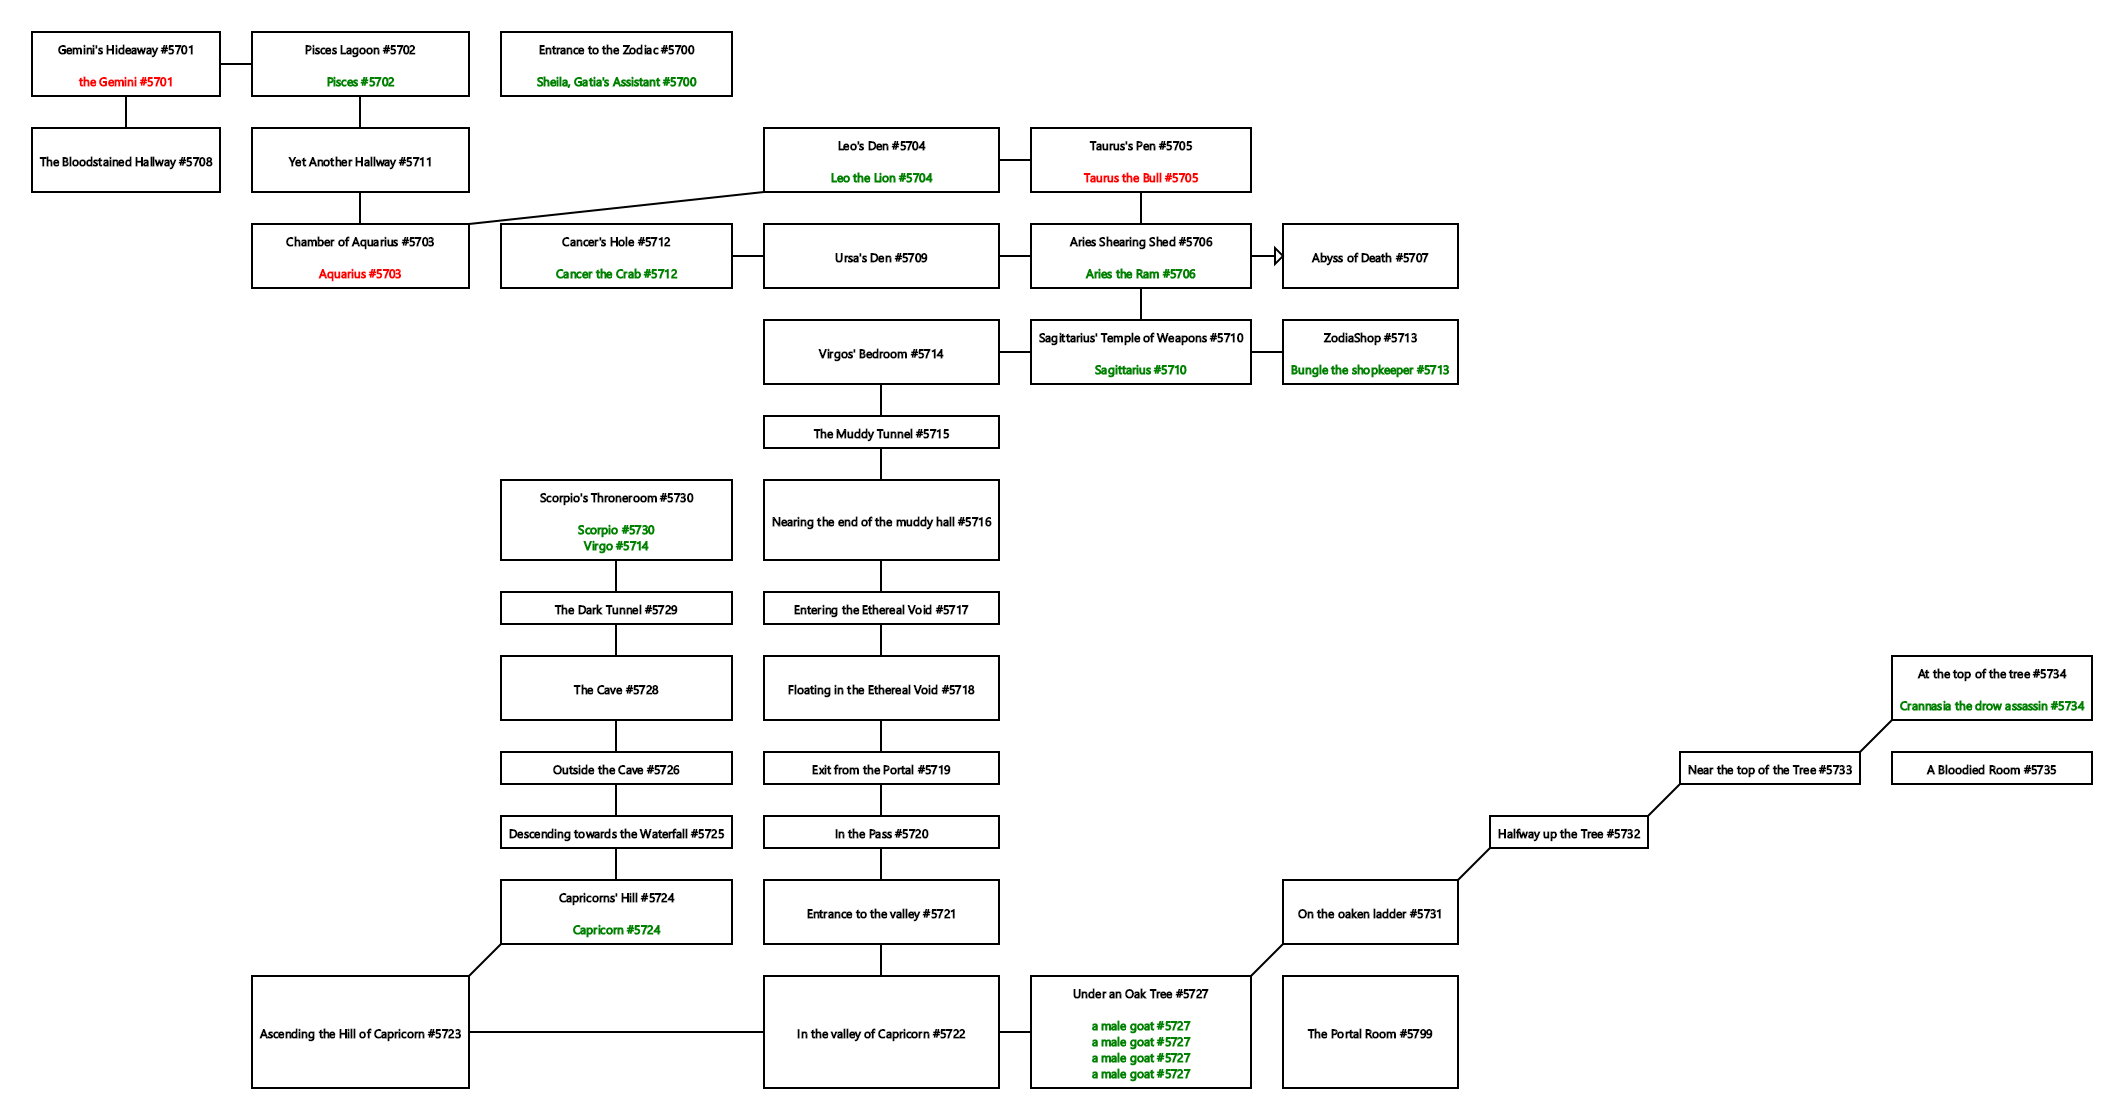 Gemini's Hideaway #5701
the Gemini #5701
Pisces Lagoon #5702
Pisces #5702
Entrance to the Zodiac #5700
Sheila, Gatia's Assistant #5700
The Bloodstained Hallway #5708
Yet Another Hallway #5711
Leo's Den #5704
Leo the Lion #5704
Taurus's Pen #5705
Taurus the Bull #5705
Chamber of Aquarius #5703
Aquarius #5703
Cancer's Hole #5712
Cancer the Crab #5712
Ursa's Den #5709
Aries Shearing Shed #5706
Aries the Ram #5706
Abyss of Death #5707
Virgos' Bedroom #5714
Sagittarius' Temple of Weapons #5710
Sagittarius #5710
ZodiaShop #5713
Bungle the shopkeeper #5713
The Muddy Tunnel #5715
Scorpio's Throneroom #5730
Scorpio #5730
Virgo #5714
Nearing the end of the muddy hall #5716
The Dark Tunnel #5729
Entering the Ethereal Void #5717
The Cave #5728
Floating in the Ethereal Void #5718
At the top of the tree #5734
Crannasia the drow assassin #5734
Outside the Cave #5726
Exit from the Portal #5719
Near the top of the Tree #5733
A Bloodied Room #5735
Descending towards the Waterfall #5725
In the Pass #5720
Halfway up the Tree #5732
Capricorns' Hill #5724
Capricorn #5724
Entrance to the valley #5721
On the oaken ladder #5731
Ascending the Hill of Capricorn #5723
In the valley of Capricorn #5722
Under an Oak Tree #5727
a male goat #5727
a male goat #5727
a male goat #5727
a male goat #5727
The Portal Room #5799